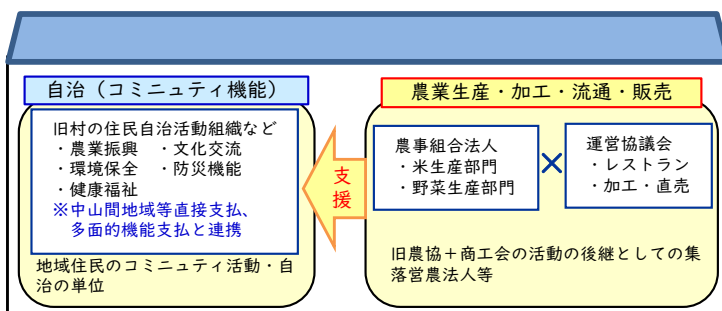 自治（コミニュティ機能）
旧村の住民自治活動組織など
・農業振興　・文化交流
・環境保全　・防災機能
・健康福祉
※中山間地域等直接支払、
多面的機能支払と連携
地域住民のコミニュティ活動・自
治の単位
支
援
農業生産・加工・流通・販売
農事組合法人
・米生産部門
・野菜生産部門
×
運営協議会
・レストラン
・加工・直売
旧農協＋商工会の活動の後継としての集
落営農法人等